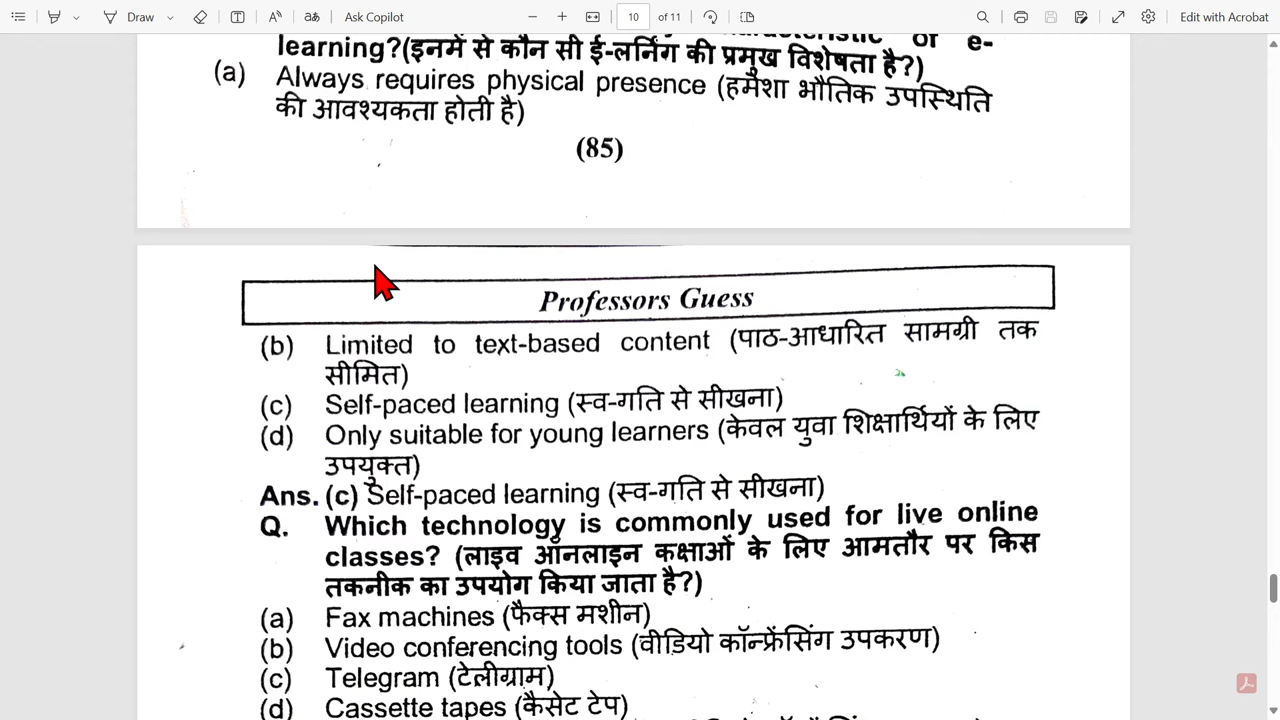 Draw
Ask Copilot
10 of 11
Edit with Acrobat
of e-
learning?(इनमें से कौन सी ई-लर्निंग की प्रमुख विशेषता है?)
(a) Always requires physical presence (हमेशा भौतिक उपस्थिति
की आवश्यकता होती है)
(85)
Professors Guess
(b) Limited to text-based content (पाठ-आधारित सामग्री तक
सीमित)
(c) Self-paced learning (स्व-गति से सीखना)
(d) Only suitable for young learners (केवल युवा शिक्षार्थियों के लिए
उपयुक्त)
Ans. (c) Self-paced learning (स्व-गति से सीखना)
Q. Which technology is commonly used for live online
classes? (लाइव ऑनलाइन कक्षाओं के लिए आमतौर पर किस
तकनीक का उपयोग किया जाता है?)
(a) Fax machines (फैक्स मशीन)
(b) Video conferencing tools (वीडियो कॉन्फ्रेंसिंग उपकरण)
(c) Telegram (टेलीग्राम)
(d) Cassette tapes (कैसेट टेप)